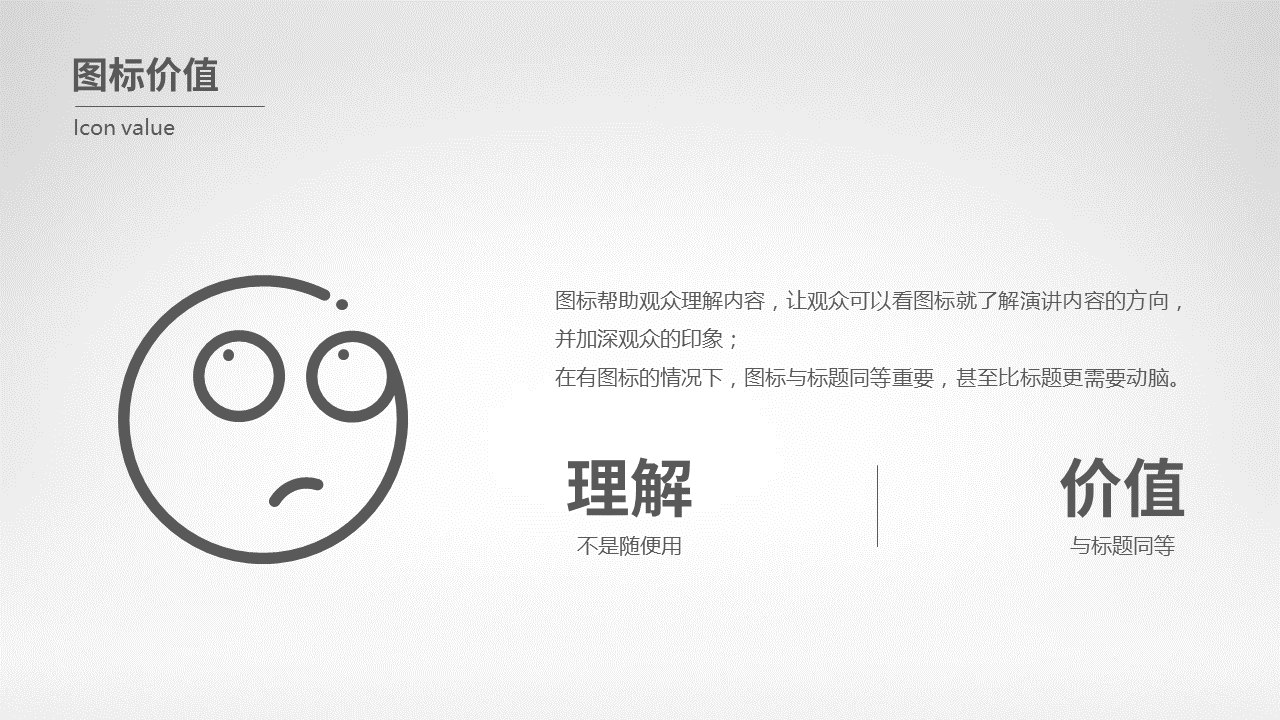 图标价值
Icon value
图标帮助观众理解内容，让观众可以看图标就了解演讲内容的方向，
并加深观众的印象；
在有图标的情况下，图标与标题同等重要，甚至比标题更需要动脑。
理解
不是随便用
价值
与标题同等